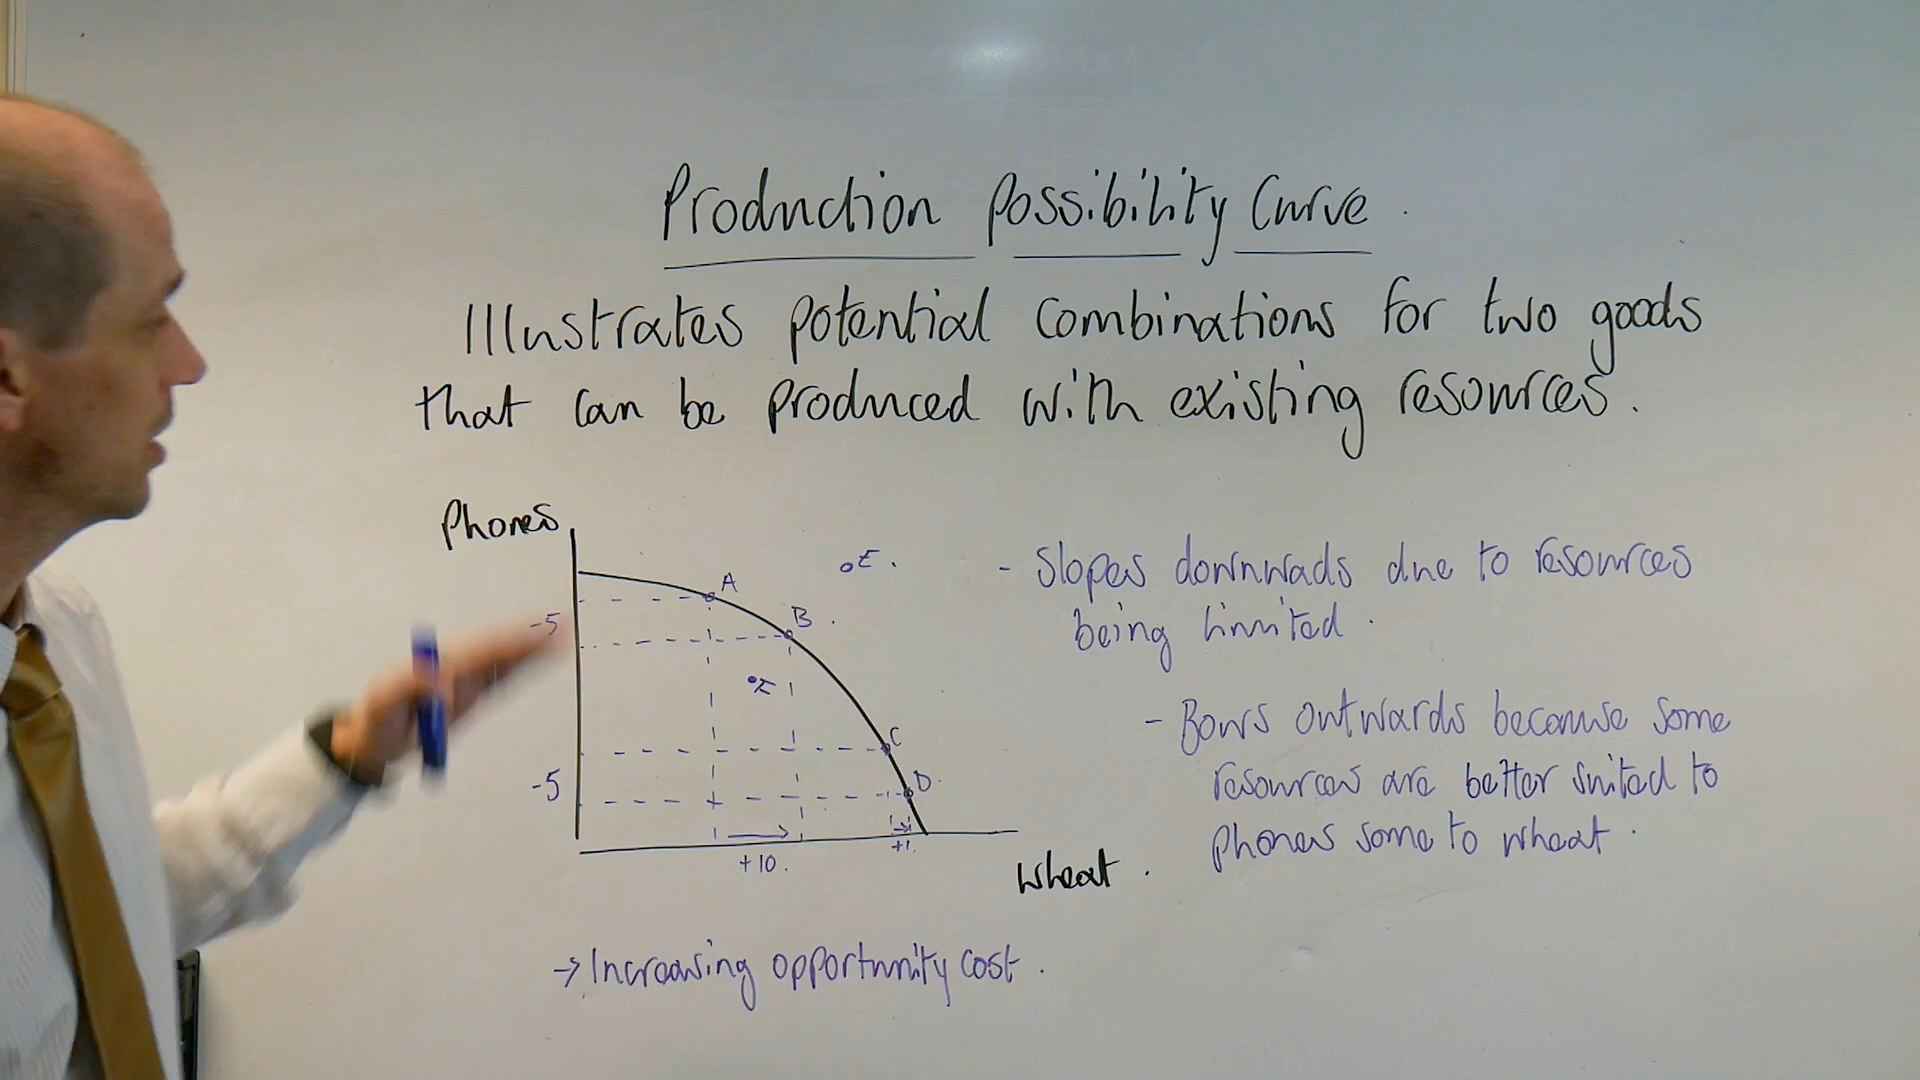 Production Possibility Curve.
Illustrates potential combinations for two goods
that can be produced with existing resources.
Phones
A
E.
-5
B
C
-5
D
+10.
+1.
Wheat.
- Slopes downwads due to resources
being limited.
- Bows outwards because some
resources are better suited to
phones some to wheat.
→ Increasing opportunity cost.